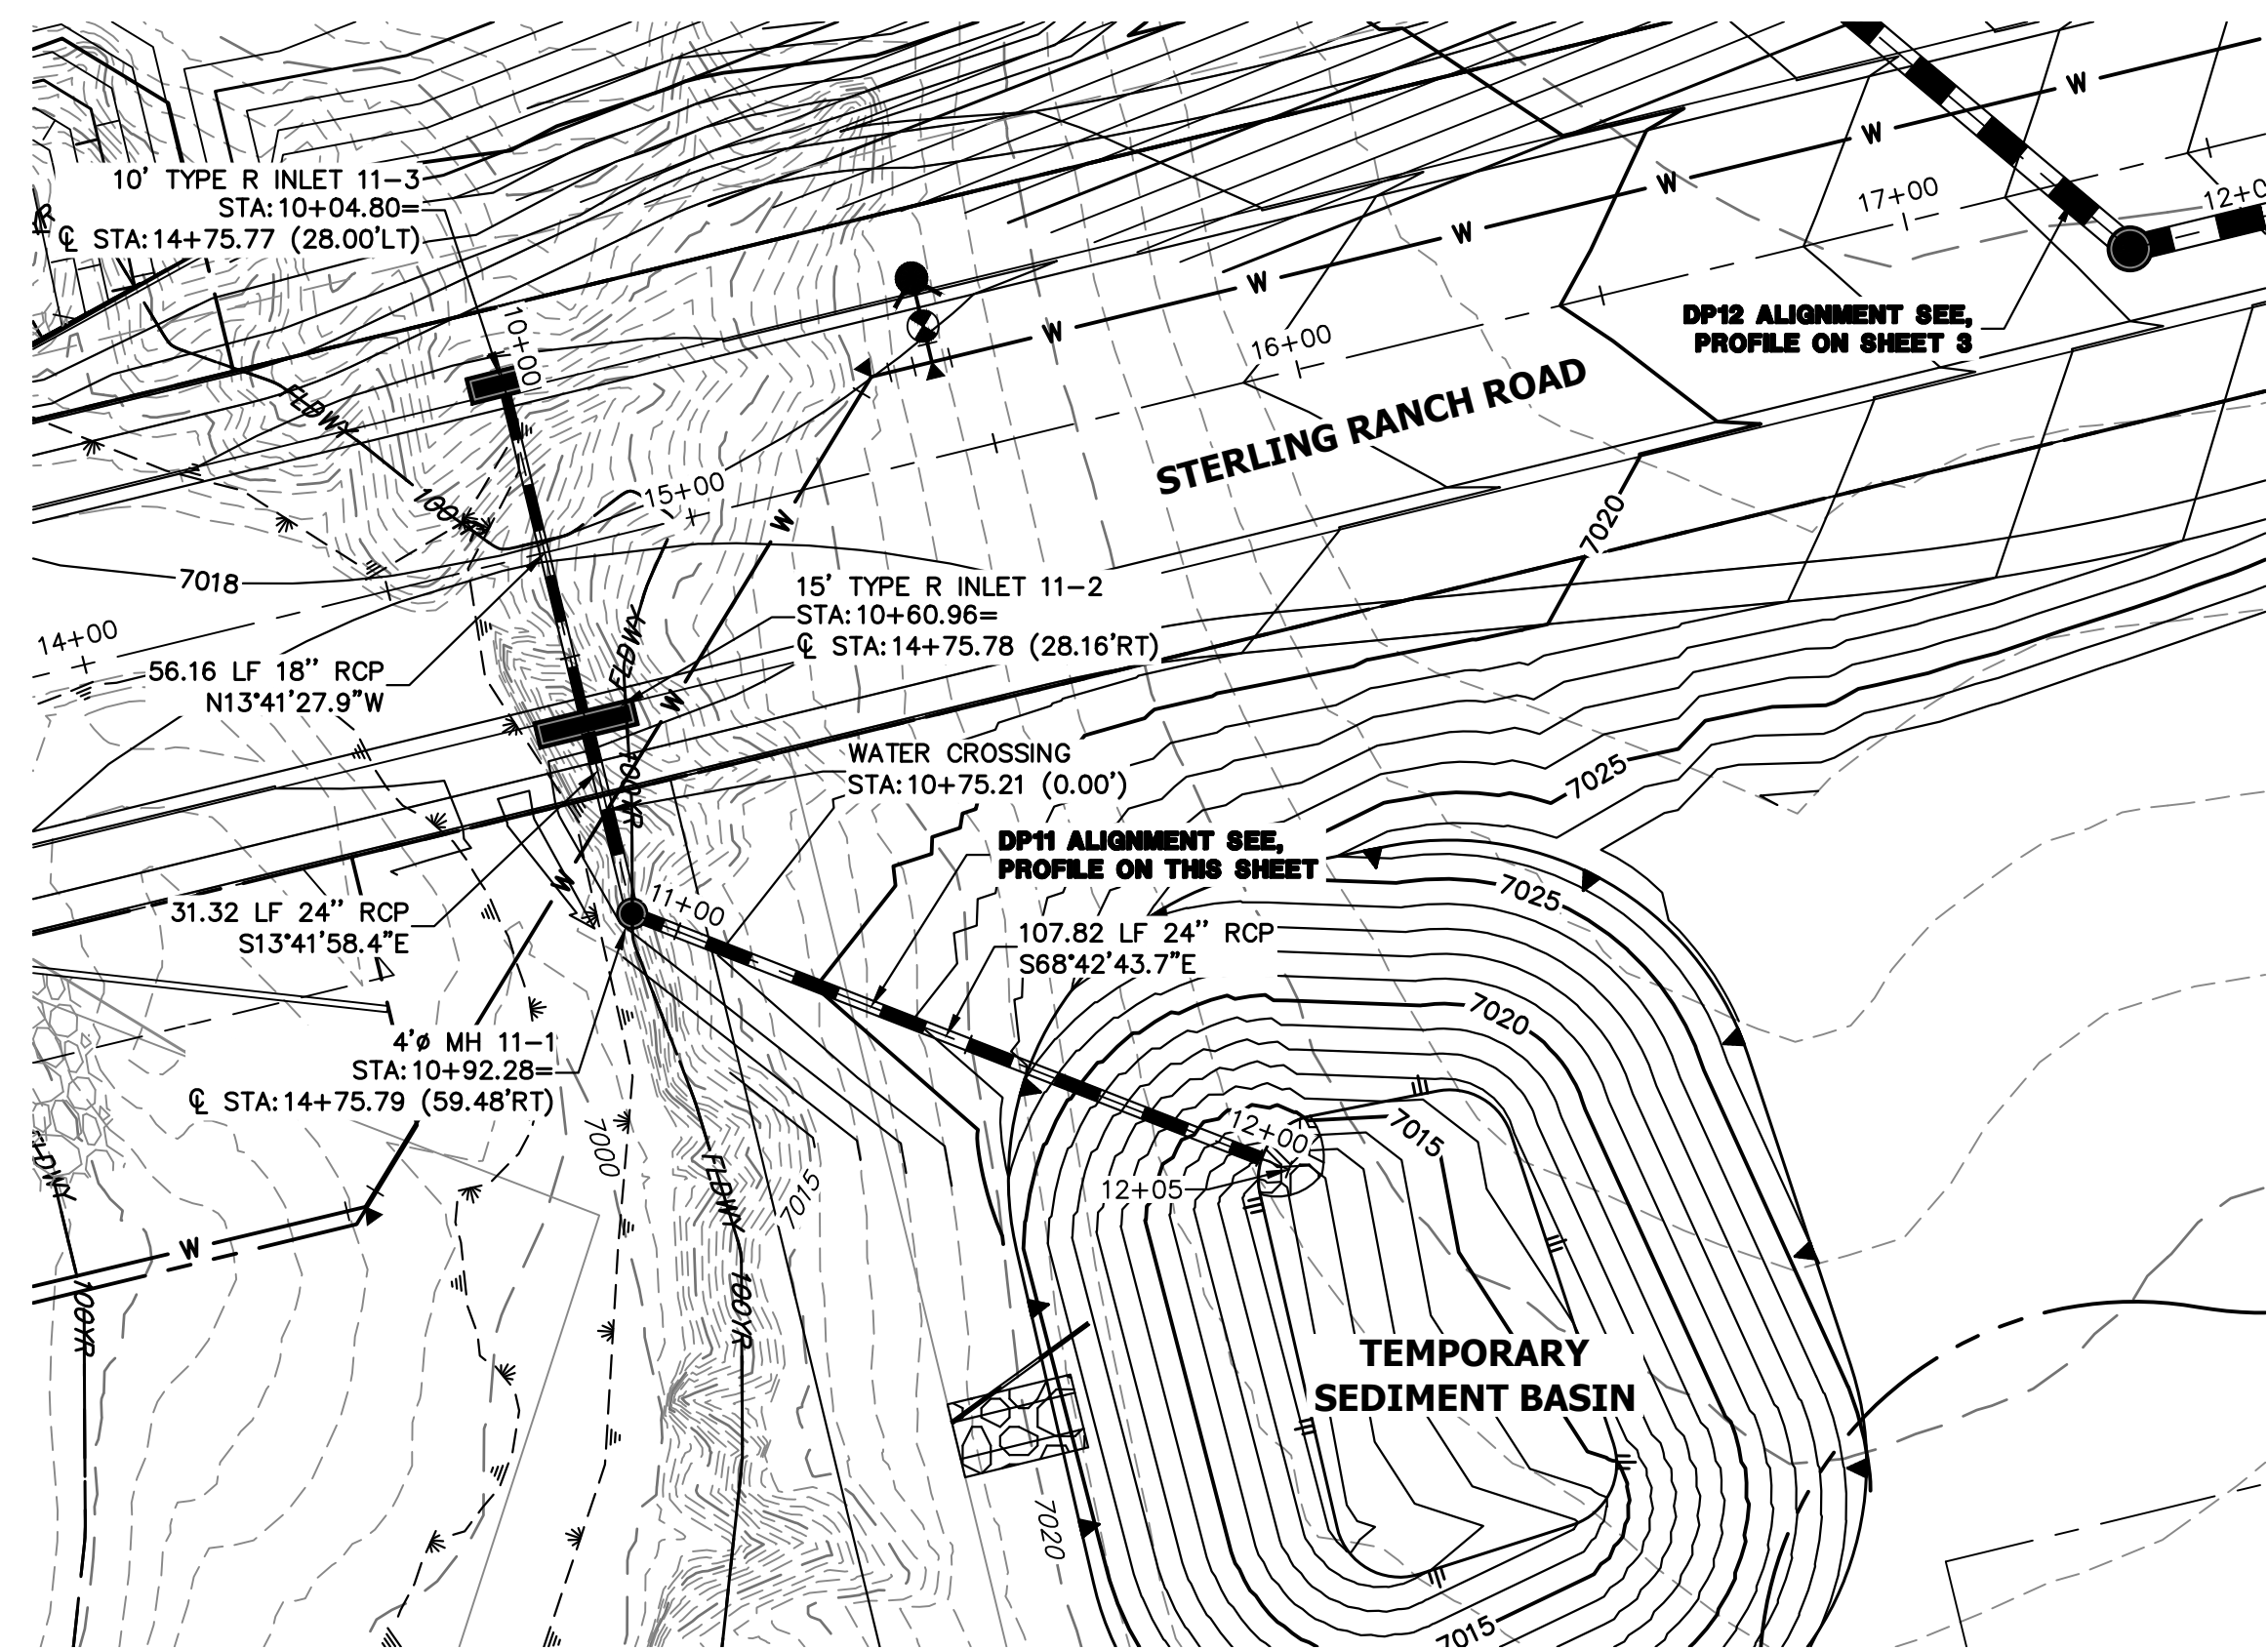 10' TYPE R INLET 11-3
STA:10+04.80=
℄ STA:14+75.77 (28.00'LT)
10+00
FLDWY
100YR
W
W
W
W
W
W
17+00
12+0
16+00
DP12 ALIGNMENT SEE,
PROFILE ON SHEET 3
STERLING RANCH ROAD
15+00
W
7020
7018
14+00
15' TYPE R INLET 11-2
STA:10+60.96=
℄ STA:14+75.78 (28.16'RT)
56.16 LF 18" RCP
N13°41'27.9"W
FLDWY
W
100YR
WATER CROSSING
STA:10+75.21 (0.00')
7025
DP11 ALIGNMENT SEE,
PROFILE ON THIS SHEET
W
11+00
7025
31.32 LF 24" RCP
S13°41'58.4"E
107.82 LF 24" RCP
S68°42'43.7"E
7020
4'ø MH 11-1
STA:10+92.28=
℄ STA:14+75.79 (59.48'RT)
7000
12+00
7015
12+05
FLDWY
FLDWY
7015
W
100YR
100YR
TEMPORARY
SEDIMENT BASIN
7020
7015